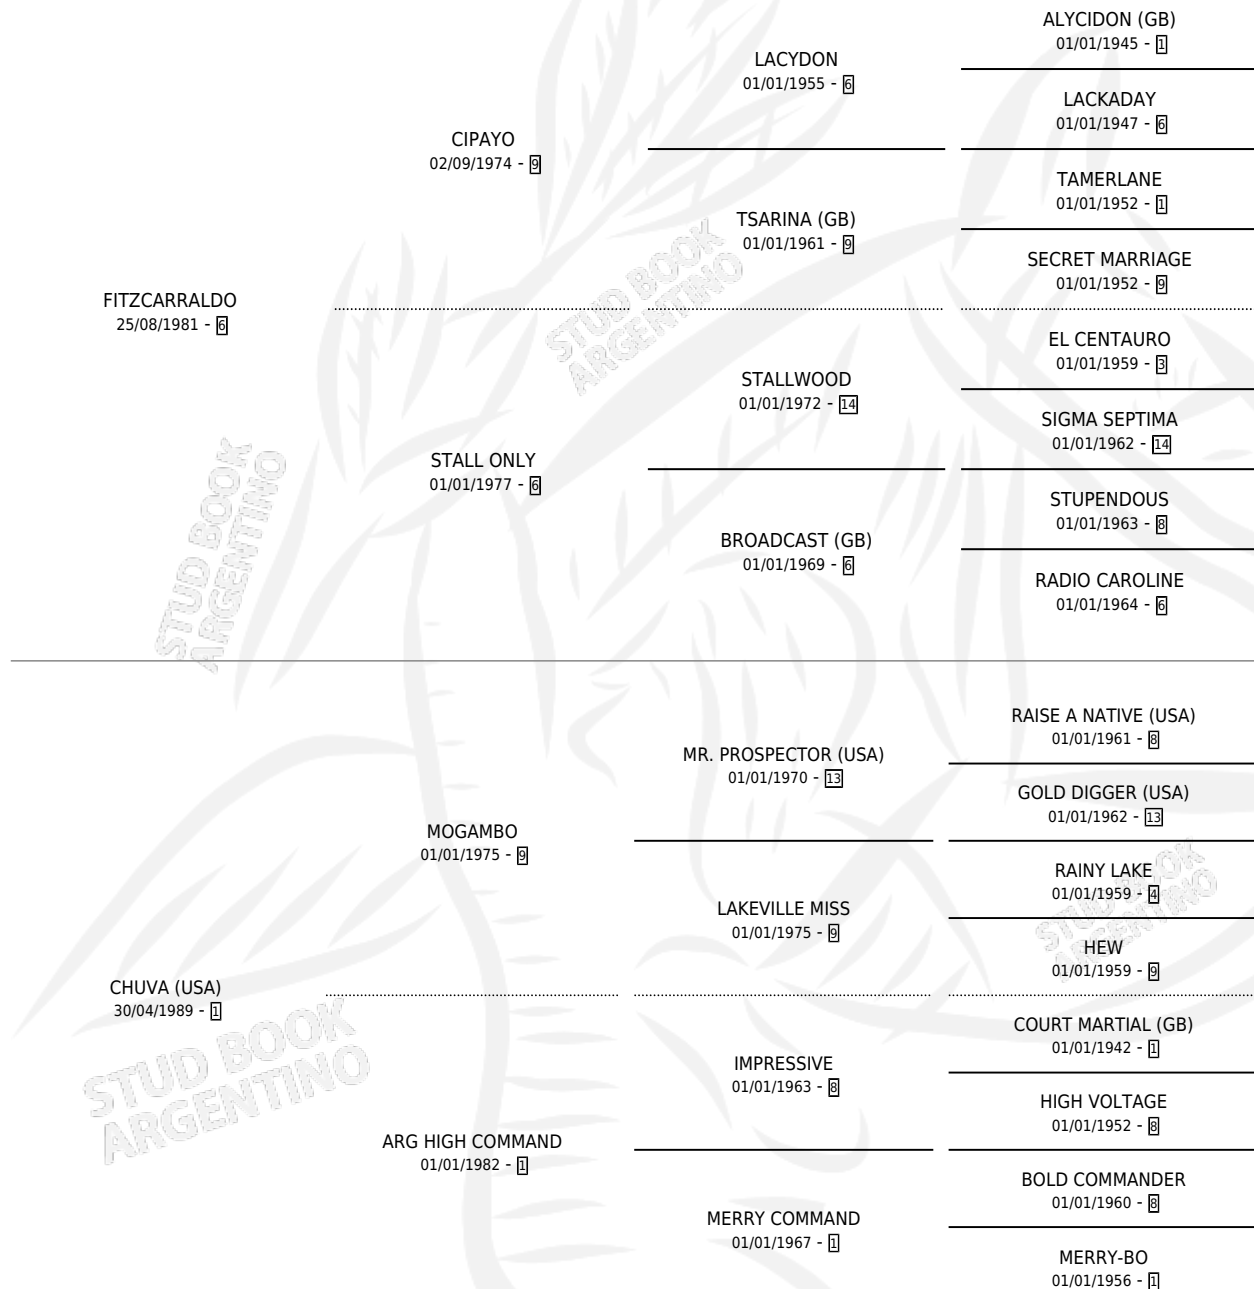 ALYCIDON (GB)
01/01/1945 - 1
LACYDON
01/01/1955 - 6
LACKADAY
01/01/1947 - 6
CIPAYO
02/09/1974 - 9
TAMERLANE
01/01/1952 - 1
TSARINA (GB)
01/01/1961 - 9
SECRET MARRIAGE
01/01/1952 - 9
FITZCARRALDO
25/08/1981 - 6
STUD BOOK
ARGENTINO
EL CENTAURO
01/01/1959 - 3
STALLWOOD
01/01/1972 - 14
SIGMA SEPTIMA
01/01/1962 - 14
STALL ONLY
01/01/1977 - 6
STUPENDOUS
01/01/1963 - 8
BROADCAST (GB)
01/01/1969 - 6
RADIO CAROLINE
01/01/1964 - 6
STUD BOOK
ARGENTINO
RAISE A NATIVE (USA)
01/01/1961 - 8
MR. PROSPECTOR (USA)
01/01/1970 - 13
GOLD DIGGER (USA)
01/01/1962 - 13
MOGAMBO
01/01/1975 - 9
RAINY LAKE
01/01/1959 - 4
LAKEVILLE MISS
01/01/1975 - 9
HEW
01/01/1959 - 9
STUD BOOK
ARGENTINO
CHUVA (USA)
30/04/1989 - 1
COURT MARTIAL (GB)
01/01/1942 - 1
IMPRESSIVE
01/01/1963 - 8
HIGH VOLTAGE
01/01/1952 - 8
STUD BOOK
ARGENTINO
ARG HIGH COMMAND
01/01/1982 - 1
BOLD COMMANDER
01/01/1960 - 8
MERRY COMMAND
01/01/1967 - 1
MERRY-BO
01/01/1956 - 1